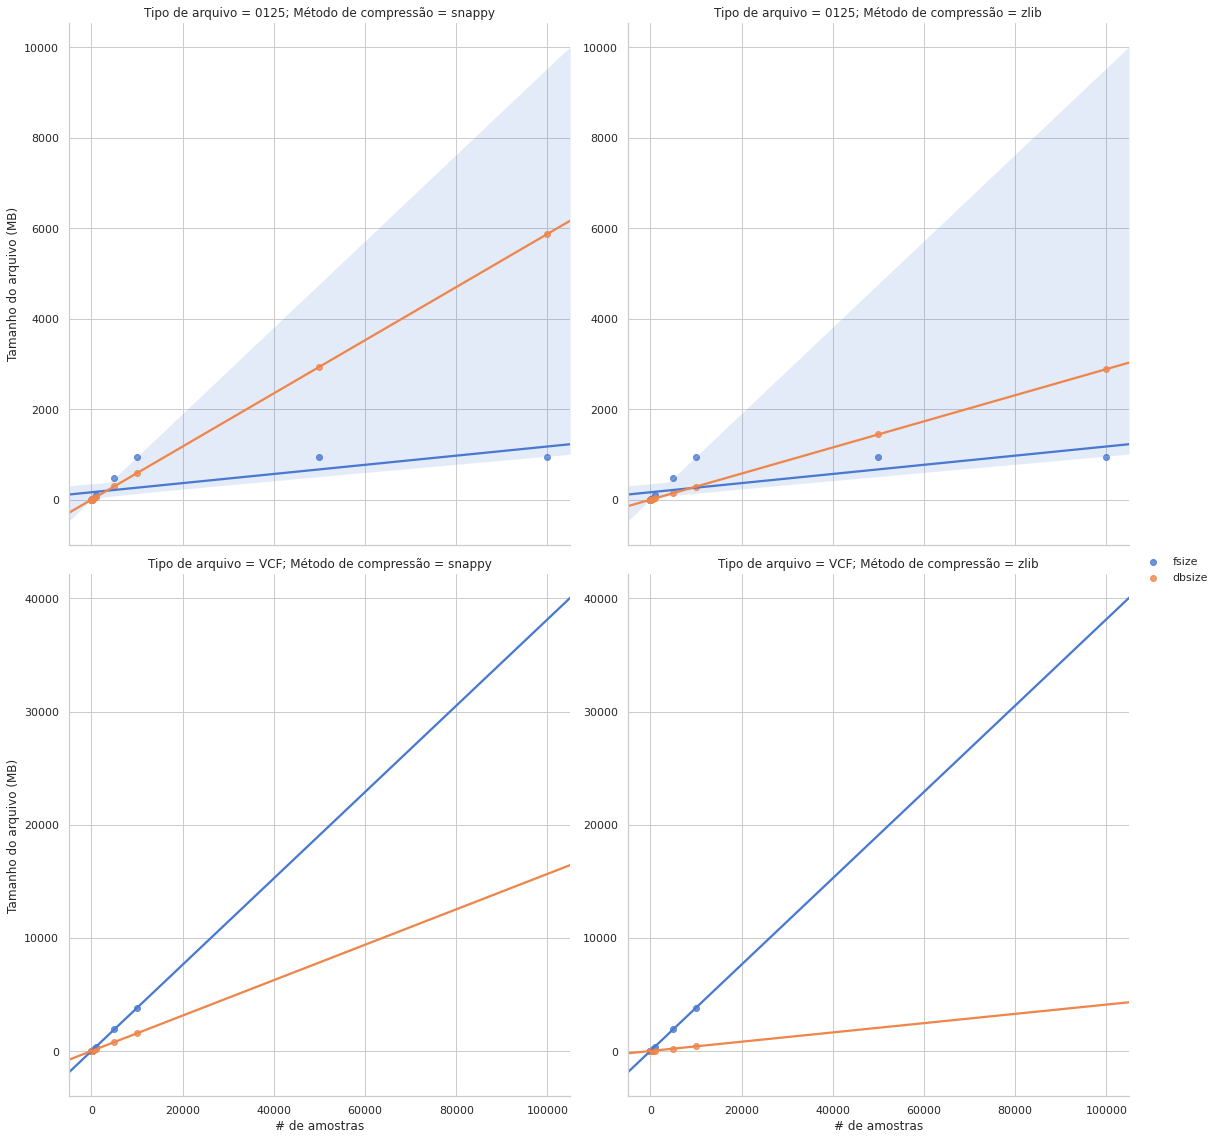 Tipo de arquivo = 0125; Método de compressão = snappy
Tipo de arquivo = 0125; Método de compressão = zlib
10000
8000
6000
4000
2000
0
Tamanho do arquivo (MB)
10000
8000
6000
4000
2000
0
Tipo de arquivo = VCF; Método de compressão = snappy
Tipo de arquivo = VCF; Método de compressão = zlib
fsize
dbsize
40000
30000
20000
10000
0
Tamanho do arquivo (MB)
40000
30000
20000
10000
0
0 20000 40000 60000 80000 100000
# de amostras
0 20000 40000 60000 80000 100000
# de amostras